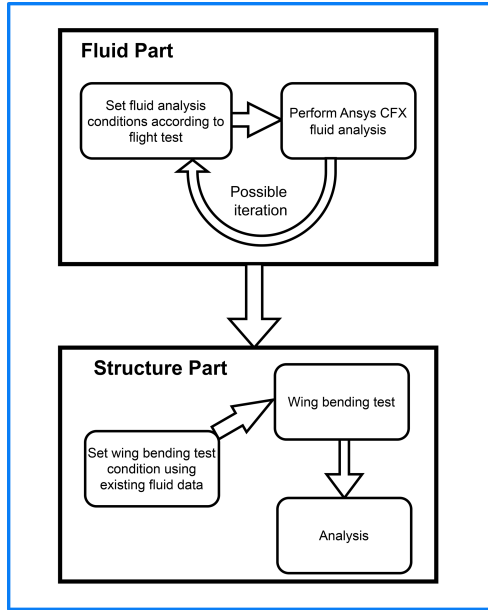 Fluid Part
Set fluid analysis
conditions according to
flight test
Perform Ansys CFX
fluid analysis
Possible
iteration
Structure Part
Wing bending test
Set wing bending test
condition using
existing fluid data
Analysis